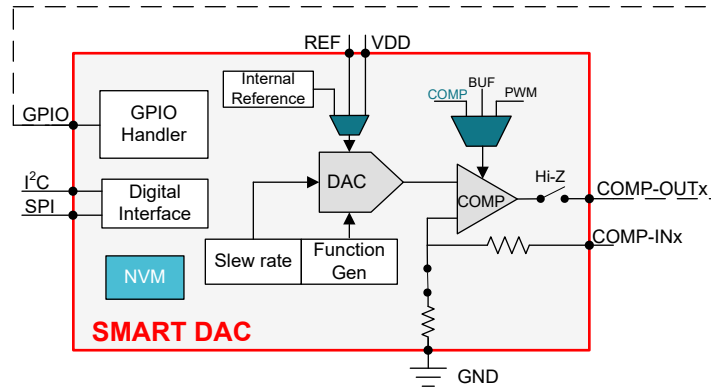 REF VDD
Internal
Reference
COMP
BUF
PWM
GPIO
GPIO
Handler
I²C
SPI
Digital
Interface
DAC
COMP
Hi-Z
COMP-OUTx
COMP-INx
Slew rate
Function
Gen
NVM
SMART DAC
GND